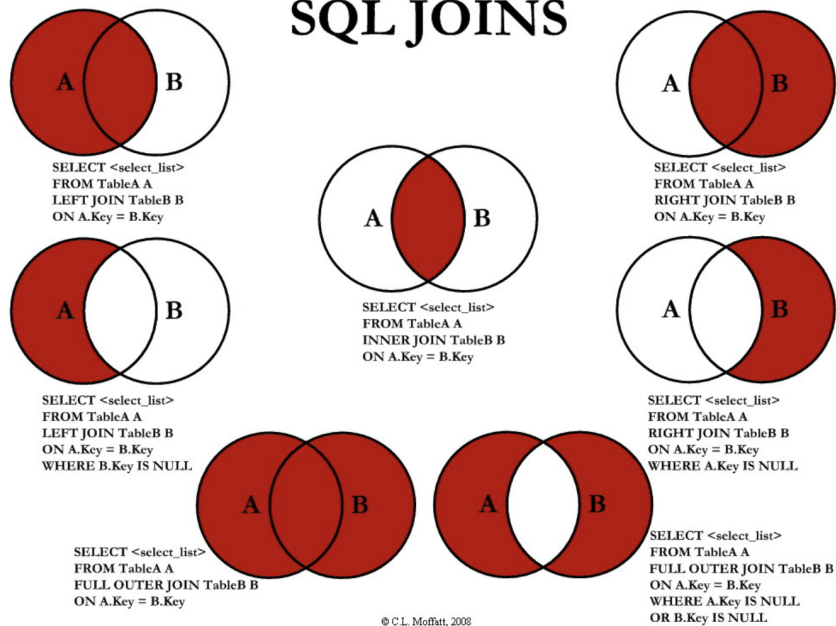 SQL JOINS
A B
SELECT <select_list>
FROM TableA A
LEFT JOIN TableB B
ON A.Key = B.Key
A B
SELECT <select_list>
FROM TableA A
RIGHT JOIN TableB B
ON A.Key = B.Key
A B
SELECT <select_list>
FROM TableA A
INNER JOIN TableB B
ON A.Key = B.Key
A B
SELECT <select_list>
FROM TableA A
LEFT JOIN TableB B
ON A.Key = B.Key
WHERE B.Key IS NULL
A B
SELECT <select_list>
FROM TableA A
RIGHT JOIN TableB B
ON A.Key = B.Key
WHERE A.Key IS NULL
A B
SELECT <select_list>
FROM TableA A
FULL OUTER JOIN TableB B
ON A.Key = B.Key
A B
SELECT <select_list>
FROM TableA A
FULL OUTER JOIN TableB B
ON A.Key = B.Key
WHERE A.Key IS NULL
OR B.Key IS NULL
© C.L. Moffatt, 2008